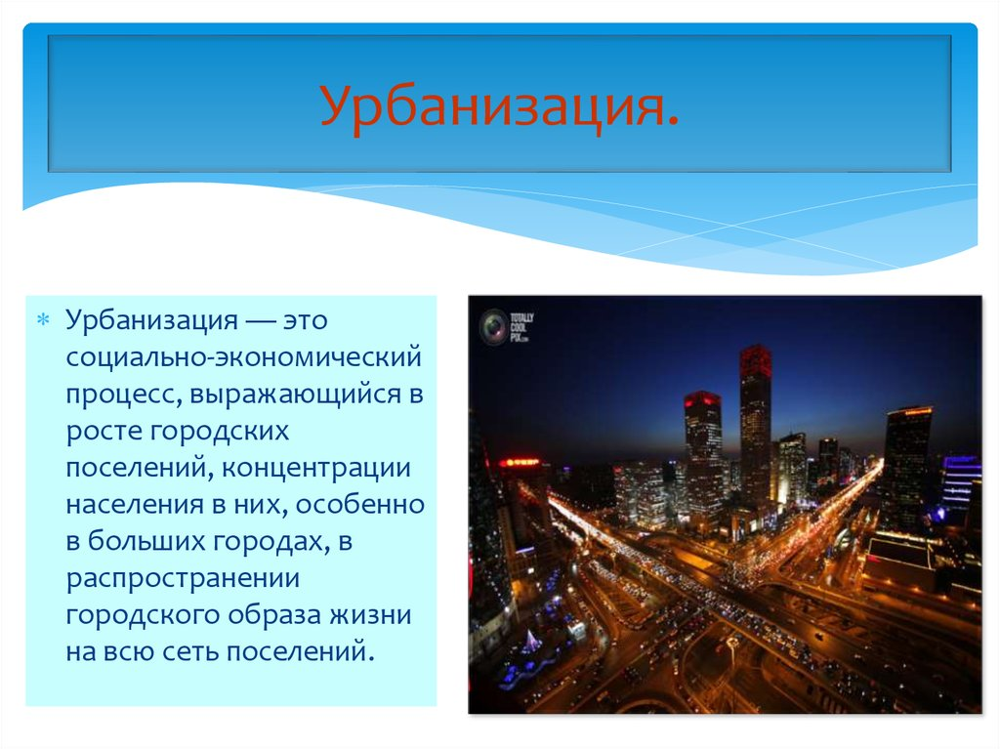 Урбанизация.
Урбанизация — это
социально-экономический
процесс, выражающийся в
росте городских
поселений, концентрации
населения в них, особенно
в больших городах, в
распространении
городского образа жизни
на всю сеть поселений.
TOTALLY
COOL
PIX.COM